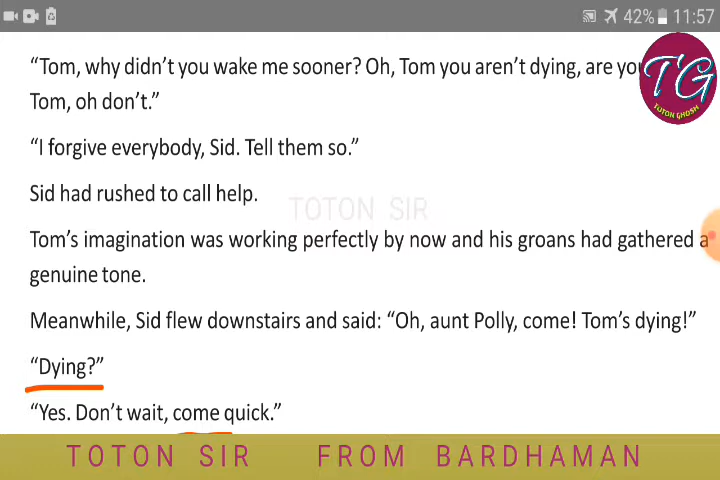 42% 11:57
“Tom, why didn’t you wake me sooner? Oh, Tom you aren’t dying, are you
Tom, oh don’t.”
TG
TOTON GHOSH
“I forgive everybody, Sid. Tell them so.”
Sid had rushed to call help.
TOTON SIR
Tom’s imagination was working perfectly by now and his groans had gathered a
genuine tone.
Meanwhile, Sid flew downstairs and said: “Oh, aunt Polly, come! Tom’s dying!”
“Dying?”
“Yes. Don’t wait, come quick.”
TOTON SIR FROM BARDHAMAN